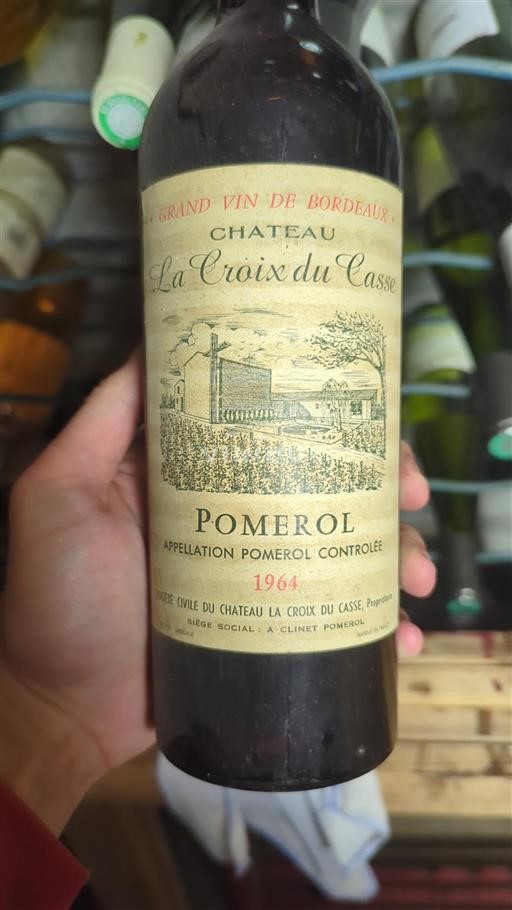 • GRAND VIN DE BORDEAUX •
CHATEAU
La Croix du Casse
POMEROL
APPELLATION POMEROL CONTROLÉE
1964
SOCIÉTÉ CIVILE DU CHATEAU LA CROIX DU CASSE, Propriétaire
SIÈGE SOCIAL : A CLINET POMEROL